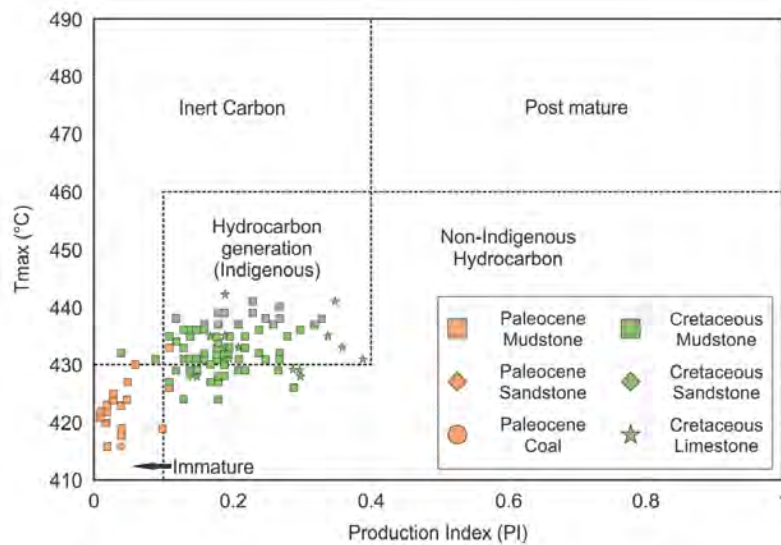 490
480
470
460
450
440
430
420
410
Tmax (°C)
Inert Carbon
Post mature
Hydrocarbon
generation
(Indigenous)
Non-Indigenous
Hydrocarbon
Immature
Paleocene
Mudstone
Cretaceous
Mudstone
Paleocene
Sandstone
Cretaceous
Sandstone
Paleocene
Coal
Cretaceous
Limestone
0 0.2 0.4 0.6 0.8 1
Production Index (PI)